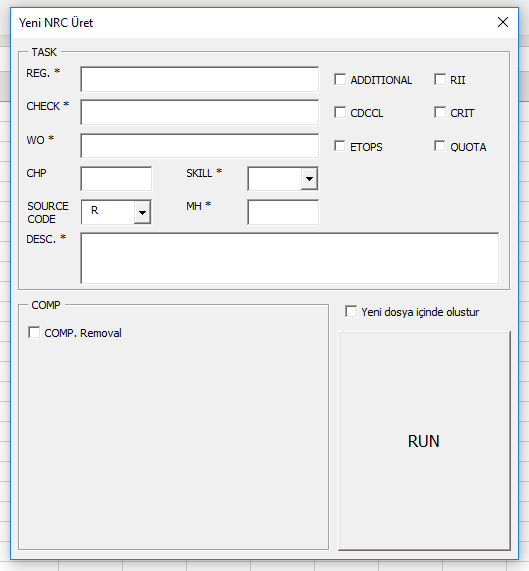 Yeni NRC Üret
TASK
REG. *
ADDITIONAL
RII
CHECK *
CDCCL
CRIT
WO *
ETOPS
QUOTA
CHP
SKILL *
SOURCE
CODE
R
MH *
DESC. *
COMP
COMP. Removal
Yeni dosya içinde olustur
RUN